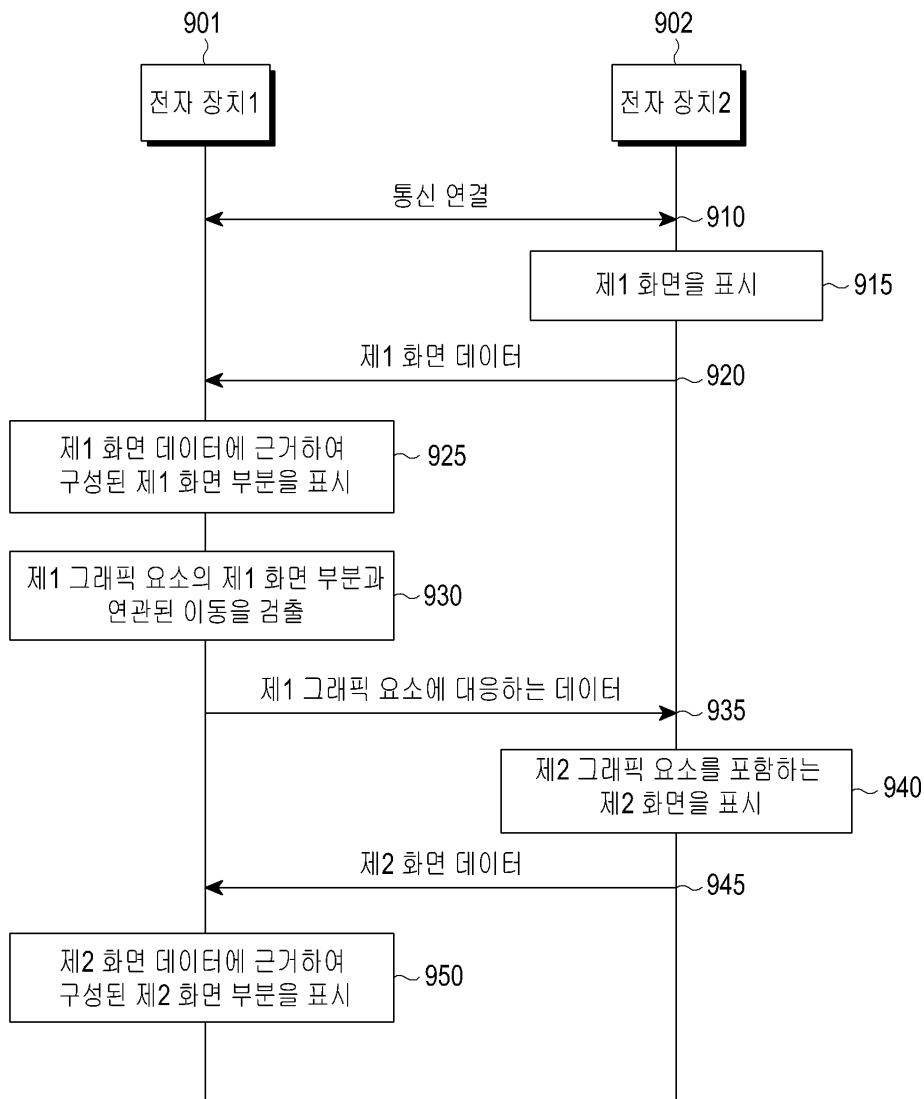 901
902
전자 장치1
전자 장치2
통신 연결
910
제1 화면을 표시
915
제1 화면 데이터
920
제1 화면 데이터에 근거하여
구성된 제1 화면 부분을 표시
925
제1 그래픽 요소의 제1 화면 부분과
연관된 이동을 검출
930
제1 그래픽 요소에 대응하는 데이터
935
제2 그래픽 요소를 포함하는
제2 화면을 표시
940
제2 화면 데이터
945
제2 화면 데이터에 근거하여
구성된 제2 화면 부분을 표시
950